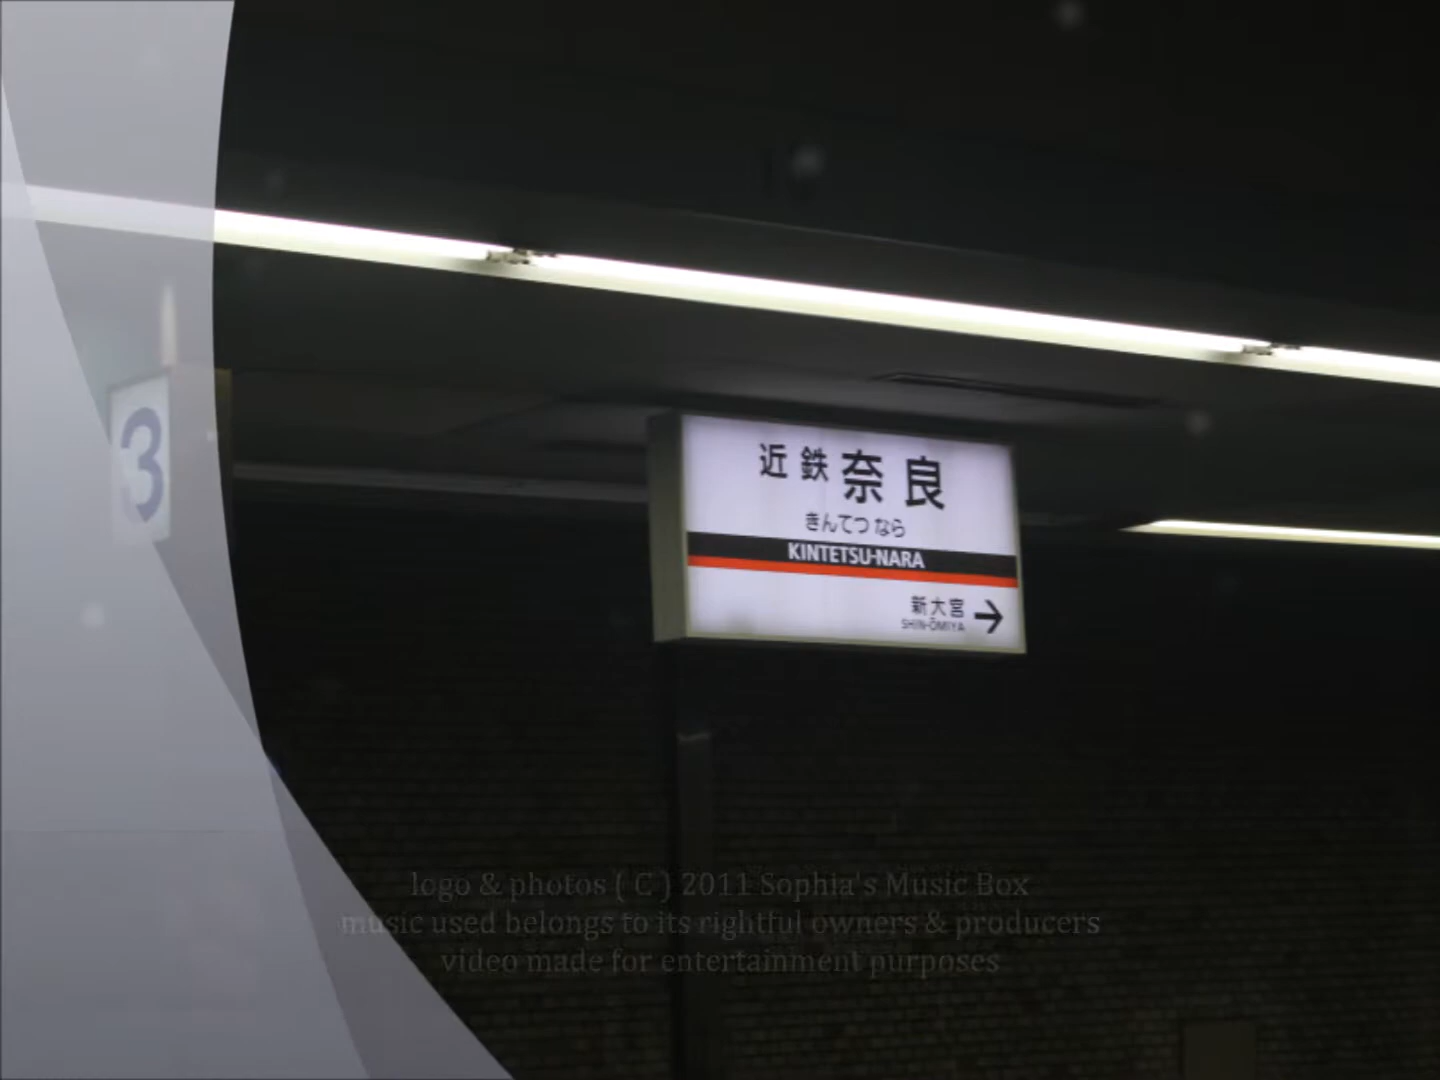 3
近鉄奈良
きんてつ なら
KINTETSU-NARA
新大宮
SHIN-ŌMIYA
logo & photos ( C ) 2011 Sophia's Music Box
music used belongs to its rightful owners & producers
video made for entertainment purposes